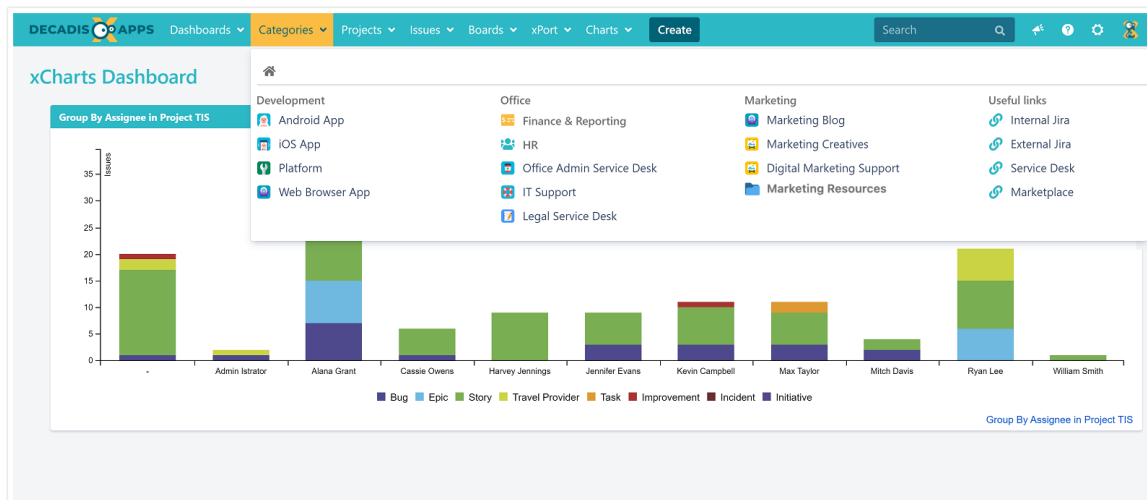 DECADIS APPS Dashboards Categories Projects Issues Boards xPort Charts Create Search
xCharts Dashboard
Development Office Marketing Useful links
Android App Finance & Reporting Marketing Blog Internal Jira
iOS App HR Marketing Creatives External Jira
Platform Office Admin Service Desk Digital Marketing Support Service Desk
Web Browser App IT Support Marketing Resources Marketplace
Legal Service Desk
Group By Assignee in Project TIS
Issues
35
30
25
20
15
10
5
0
- Admin Istrator Alana Grant Cassie Owens Harvey Jennings Jennifer Evans Kevin Campbell Max Taylor Mitch Davis Ryan Lee William Smith
Bug Epic Story Travel Provider Task Improvement Incident Initiative
Group By Assignee in Project TIS